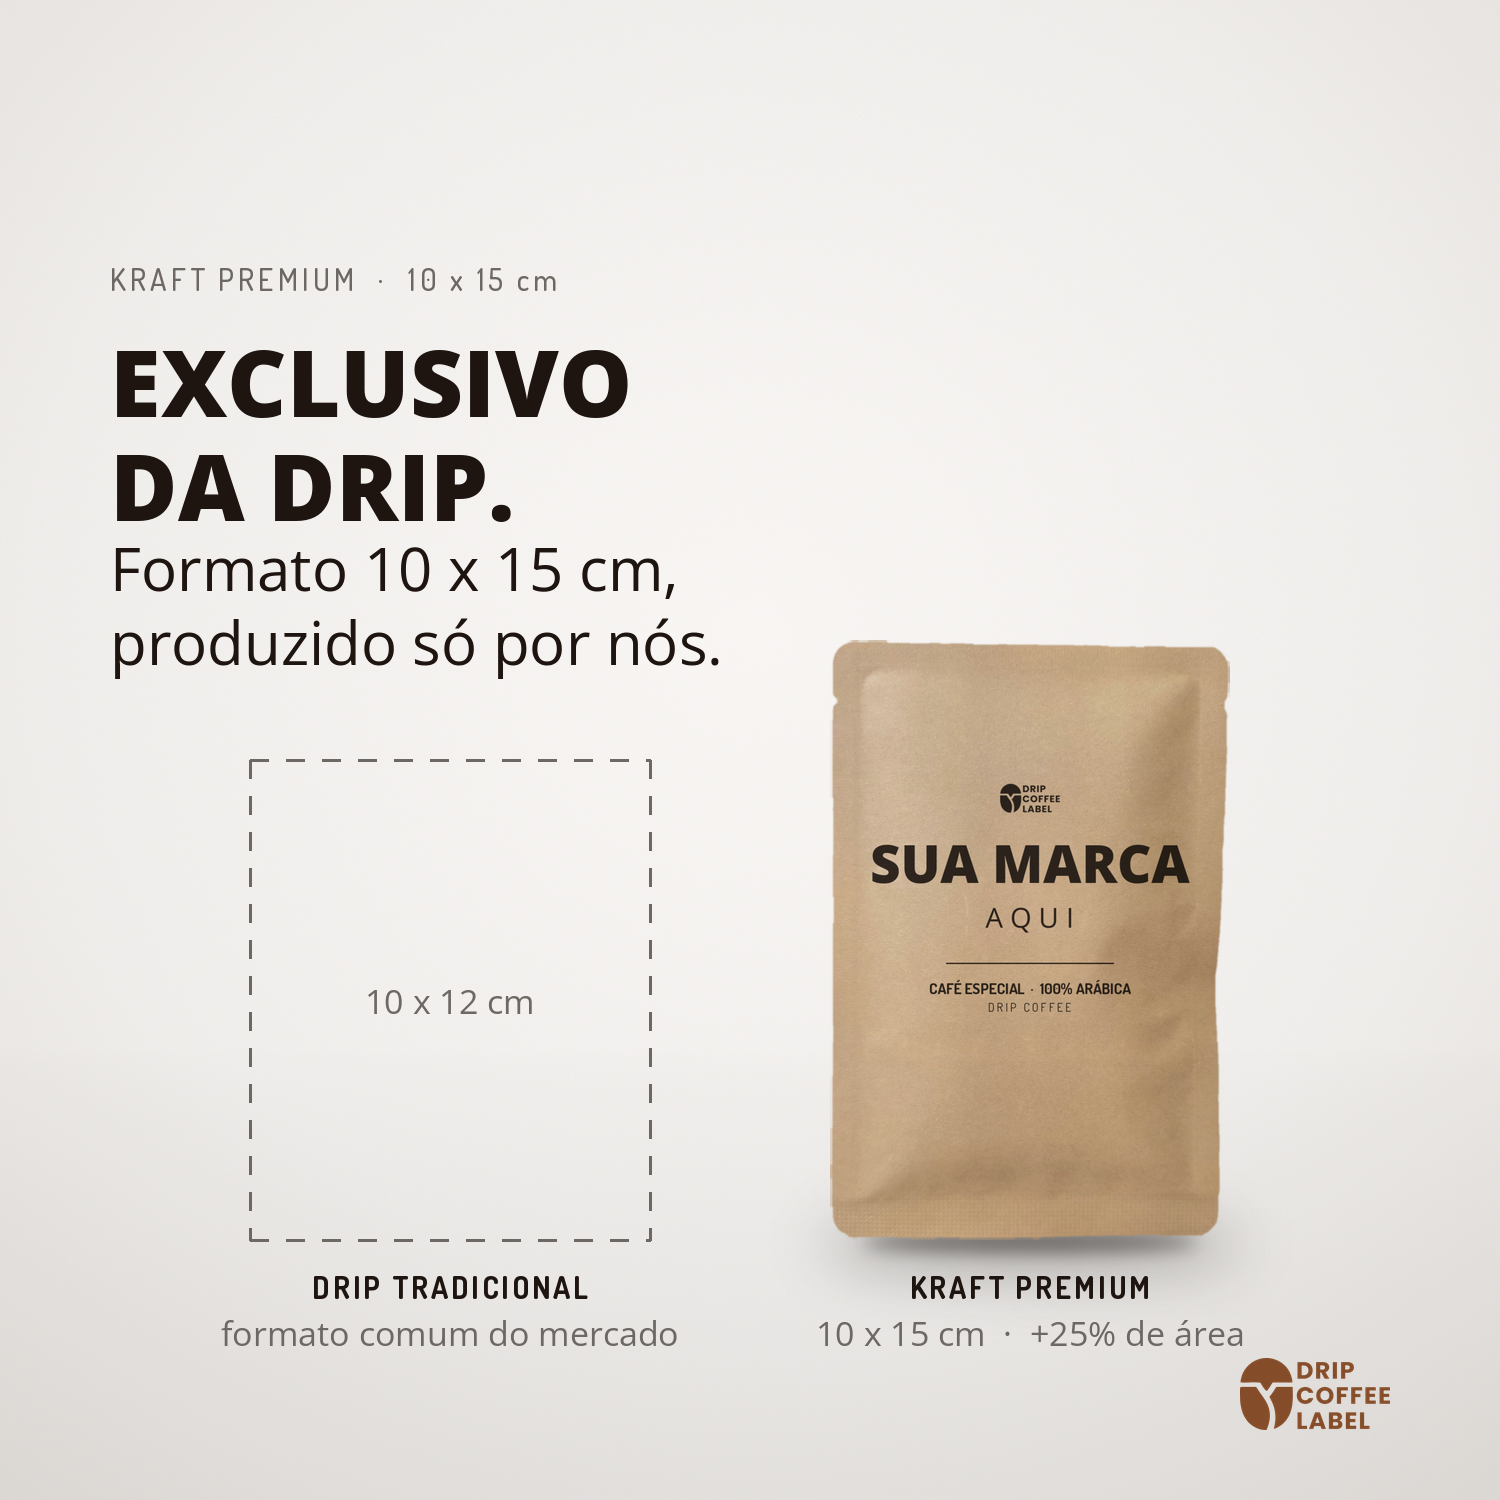 KRAFT PREMIUM · 10 x 15 cm
EXCLUSIVO
DA DRIP.
Formato 10 x 15 cm,
produzido só por nós.
10 x 12 cm
DRIP TRADICIONAL
formato comum do mercado
DRIP
COFFEE
LABEL
SUA MARCA
AQUI
CAFÉ ESPECIAL · 100% ARÁBICA
DRIP COFFEE
KRAFT PREMIUM
10 x 15 cm · +25% de área
DRIP
COFFEE
LABEL